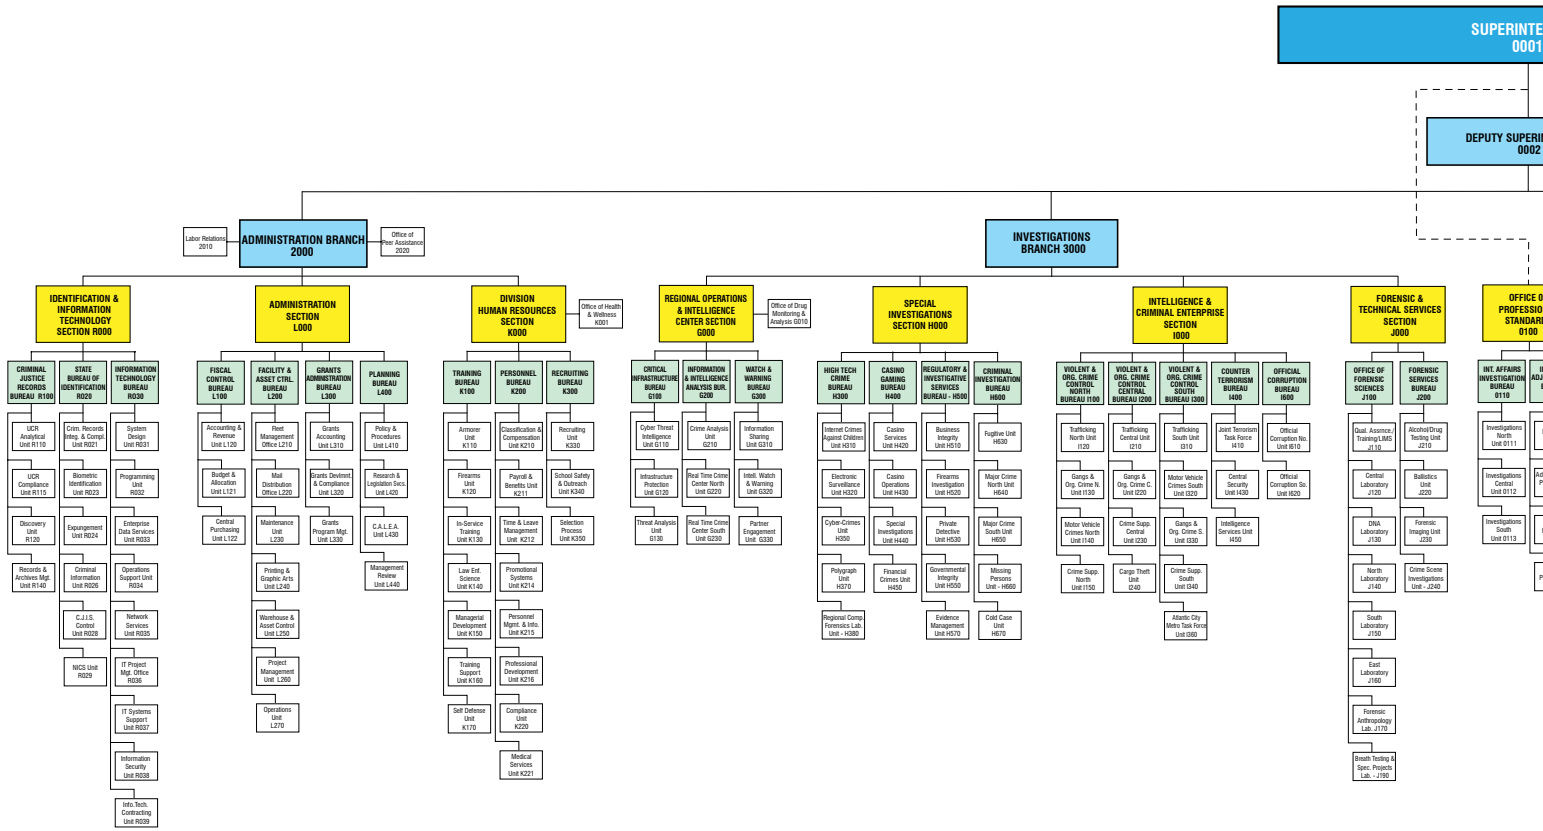 SUPERINTE
0001
DEPUTY SUPERIN
0002
Labor Relations
2010
ADMINISTRATION BRANCH
2000
Office of
Peer Assistance
2020
INVESTIGATIONS
BRANCH 3000
IDENTIFICATION &
INFORMATION
TECHNOLOGY
SECTION R000
ADMINISTRATION
SECTION
L000
DIVISION
HUMAN RESOURCES
SECTION
K000
Office of Health
& Wellness
K001
REGIONAL OPERATIONS
& INTELLIGENCE
CENTER SECTION
G000
Office of Drug
Monitoring &
Analysis G010
SPECIAL
INVESTIGATIONS
SECTION H000
INTELLIGENCE &
CRIMINAL ENTERPRISE
SECTION
I000
FORENSIC &
TECHNICAL SERVICES
SECTION
J000
OFFICE O
PROFESSIO
STANDAR
0100
CRIMINAL
JUSTICE
RECORDS
BUREAU R100
UCR
Analytical
Unit R110
UCR
Compliance
Unit R115
Discovery
Unit
R120
Records &
Archives Mgt.
Unit R140
STATE
BUREAU OF
IDENTIFICATION
R020
Crim. Records
Integ. & Compl.
Unit R021
Biometric
Identification
Unit R023
Expungement
Unit R024
Criminal
Information
Unit R026
C.J.I.S.
Control
Unit R028
NICS Unit
R029
INFORMATION
TECHNOLOGY
BUREAU
R030
System
Design
Unit R031
Programming
Unit
R032
Enterprise
Data Services
Unit R033
Operations
Support Unit
R034
Network
Services
Unit R035
IT Project
Mgt. Office
R036
IT Systems
Support
Unit R037
Information
Security
Unit R038
Info.Tech.
Contracting
Unit R039
FISCAL
CONTROL
BUREAU
L100
Accounting &
Revenue
Unit L120
Budget &
Allocation
Unit L121
Central
Purchasing
Unit L122
FACILITY &
ASSET CTRL.
BUREAU
L200
Fleet
Management
Office L210
Mail
Distribution
Office L220
Maintenance
Unit
L230
Printing &
Graphic Arts
Unit L240
Warehouse &
Asset Control
Unit L250
Project
Management
Unit L260
Operations
Unit
L270
GRANTS
ADMINISTRATION
BUREAU
L300
Grants
Accounting
Unit L310
Grants Devlmnt.
& Compliance
Unit L320
Grants
Program Mgt.
Unit L330
PLANNING
BUREAU
L400
Policy &
Procedures
Unit L410
Research &
Legislation Svcs.
Unit L420
C.A.L.E.A.
Unit L430
Management
Review
Unit L440
TRAINING
BUREAU
K100
Armorer
Unit
K110
Firearms
Unit
K120
In-Service
Training
Unit K130
Law Enf.
Science
Unit K140
Managerial
Development
Unit K150
Training
Support
Unit K160
Self Defense
Unit
K170
PERSONNEL
BUREAU
K200
Classification &
Compensation
Unit K210
Payroll &
Benefits Unit
K211
Time & Leave
Management
Unit K212
Promotional
Systems
Unit K214
Personnel
Mgmt. & Info.
Unit K215
Professional
Development
Unit K216
Compliance
Unit
K220
Medical
Services
Unit K221
RECRUITING
BUREAU
K300
Recruiting
Unit
K330
School Safety
& Outreach
Unit K340
Selection
Process
Unit K350
CRITICAL
INFRASTRUCTURE
BUREAU
G100
Cyber Threat
Intelligence
Unit G110
Infrastructure
Protection
Unit G120
Threat Analysis
Unit
G130
INFORMATION
& INTELLIGENCE
ANALYSIS BUR.
G200
Crime Analysis
Unit
G210
Real Time Crime
Center North
Unit G220
Real Time Crime
Center South
Unit G230
WATCH &
WARNING
BUREAU
G300
Information
Sharing
Unit G310
Intell. Watch
& Warning
Unit G320
Partner
Engagement
Unit G330
HIGH TECH
CRIME
BUREAU
H300
Internet Crimes
Against Children
Unit H310
Electronic
Surveillance
Unit H320
Cyber-Crimes
Unit
H350
Polygraph
Unit
H370
Regional Comp.
Forensics Lab.
Unit - H380
CASINO
GAMING
BUREAU
H400
Casino
Services
Unit H420
Casino
Operations
Unit H430
Special
Investigations
Unit H440
Financial
Crimes Unit
H450
REGULATORY &
INVESTIGATIVE
SERVICES
BUREAU - H500
Business
Integrity
Unit H510
Firearms
Investigation
Unit H520
Private
Detective
Unit H530
Governmental
Integrity
Unit H550
Evidence
Management
Unit H570
CRIMINAL
INVESTIGATION
BUREAU
H600
Fugitive Unit
H630
Major Crime
North Unit
H640
Major Crime
South Unit
H650
Missing
Persons
Unit - H660
Cold Case
Unit
H670
VIOLENT &
ORG. CRIME
CONTROL
NORTH
BUREAU I100
Trafficking
North Unit
I120
Gangs &
Org. Crime N.
Unit I130
Motor Vehicle
Crimes North
Unit I140
Crime Supp.
North
Unit I150
VIOLENT &
ORG. CRIME
CONTROL
CENTRAL
BUREAU I200
Trafficking
Central Unit
I210
Gangs &
Org. Crime C.
Unit I220
Crime Supp.
Central
Unit I230
Cargo Theft
Unit
I240
VIOLENT &
ORG. CRIME
CONTROL
SOUTH
BUREAU I300
Trafficking
South Unit
I310
Motor Vehicle
Crimes South
Unit I320
Gangs &
Org. Crime S.
Unit I330
Crime Supp.
South
Unit I340
Atlantic City
Metro Task Force
Unit I360
COUNTER
TERRORISM
BUREAU
I400
Joint Terrorism
Task Force
I410
Central
Security
Unit I430
Intelligence
Services Unit
I450
OFFICIAL
CORRUPTION
BUREAU
I600
Official
Corruption No.
Unit I610
Official
Corruption So.
Unit I620
OFFICE OF
FORENSIC
SCIENCES
J100
Qual. Assrnce./
Training/LIMS
J110
Central
Laboratory
J120
DNA
Laboratory
J130
North
Laboratory
J140
South
Laboratory
J150
East
Laboratory
J160
Forensic
Anthropology
Lab. J170
Breath Testing &
Spec. Projects
Lab. - J190
FORENSIC
SERVICES
BUREAU
J200
Alcohol/Drug
Testing Unit
J210
Ballistics
Unit
J220
Forensic
Imaging Unit
J230
Crime Scene
Investigations
Unit - J240
INT. AFFAIRS
INVESTIGATION
BUREAU
0110
Investigations
North
Unit 0111
Investigations
Central
Unit 0112
Investigations
South
Unit 0113